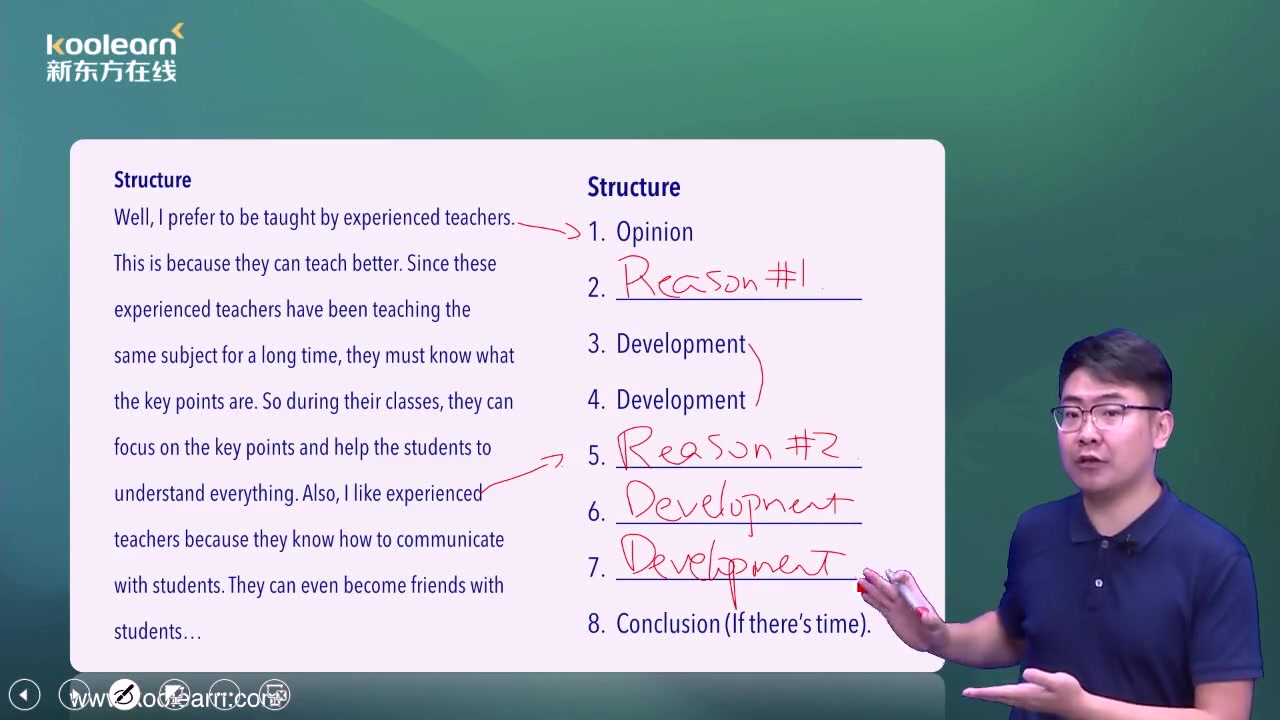 koolearn
新东方在线
Structure
Well, I prefer to be taught by experienced teachers.
This is because they can teach better. Since these
experienced teachers have been teaching the
same subject for a long time, they must know what
the key points are. So during their classes, they can
focus on the key points and help the students to
understand everything. Also, I like experienced
teachers because they know how to communicate
with students. They can even become friends with
students…
Structure
1. Opinion
2. Reason #1
3. Development
4. Development
5. Reason #2
6. Development
7. Development
8. Conclusion (If there's time).
www.koolearn.com